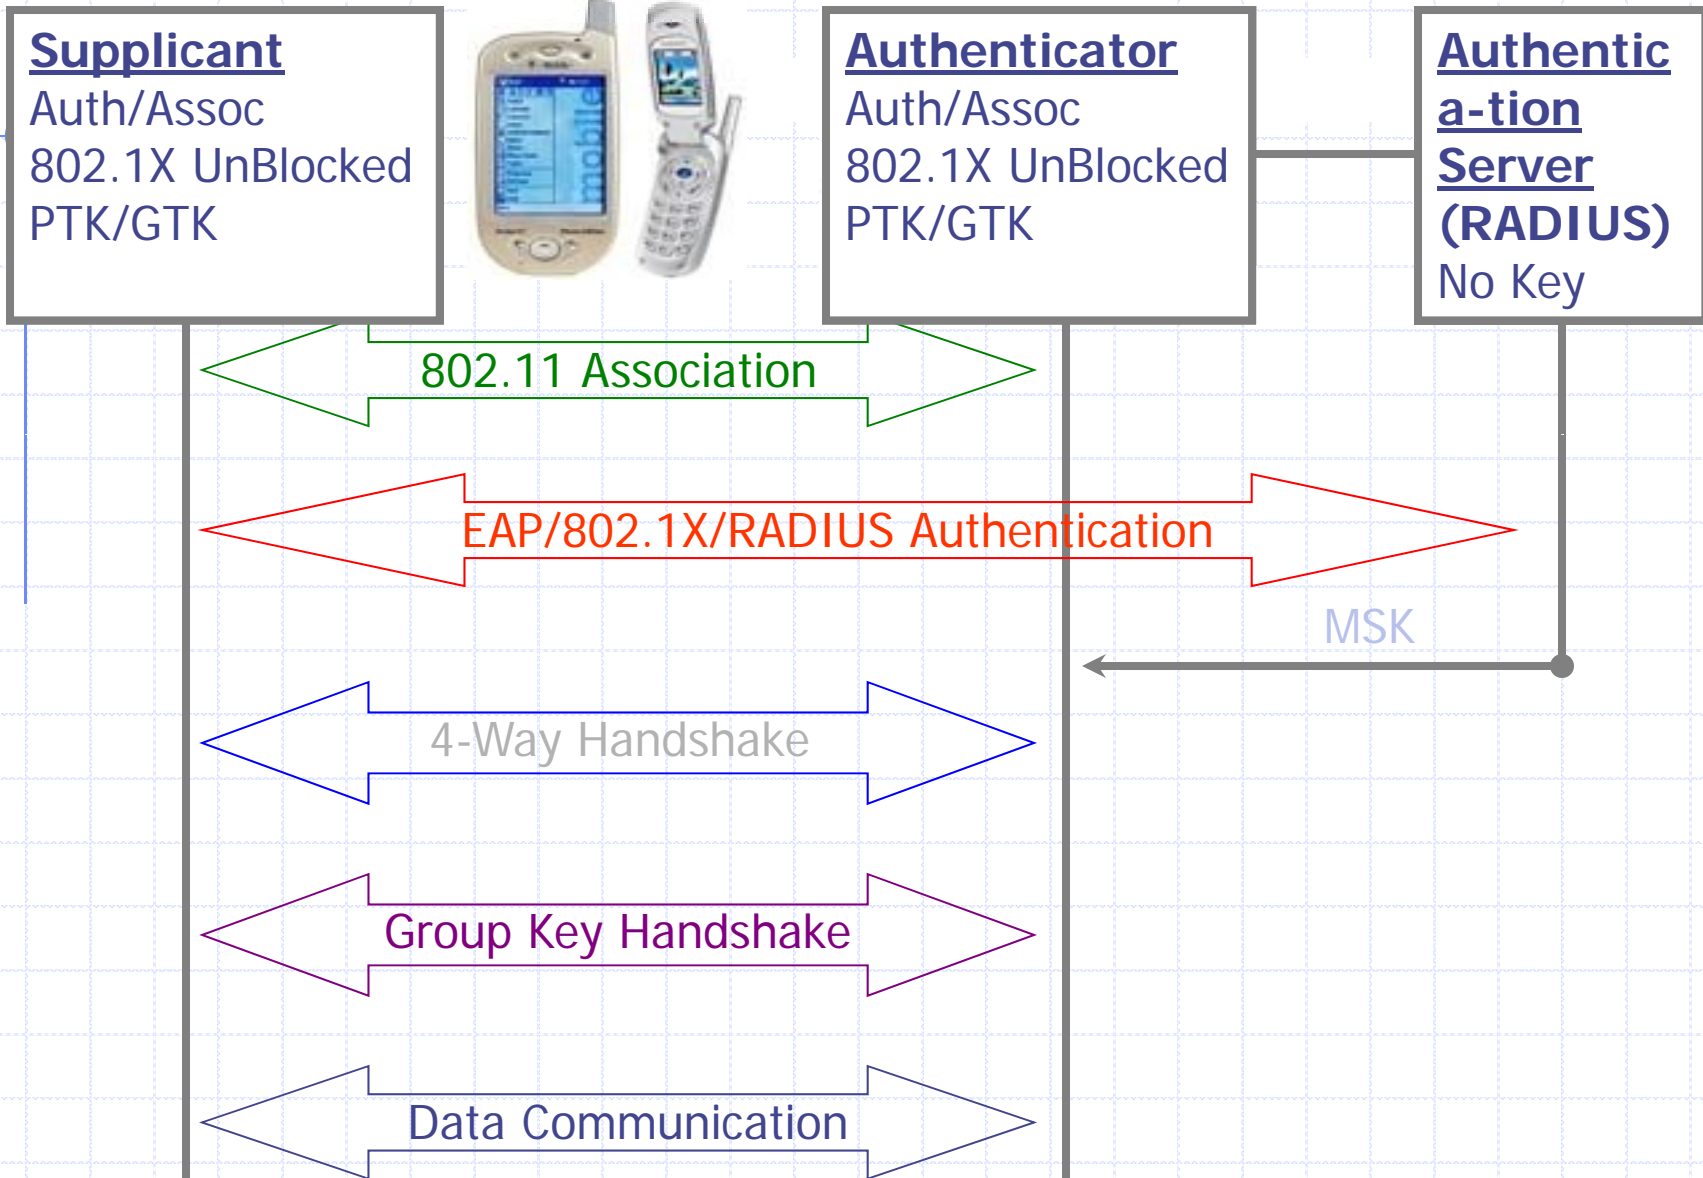 Supplicant
Auth/Assoc
802.1X UnBlocked
PTK/GTK
mobile
Authenticator
Auth/Assoc
802.1X UnBlocked
PTK/GTK
Authentic
a-tion
Server
(RADIUS)
No Key
802.11 Association
EAP/802.1X/RADIUS Authentication
MSK
4-Way Handshake
Group Key Handshake
Data Communication